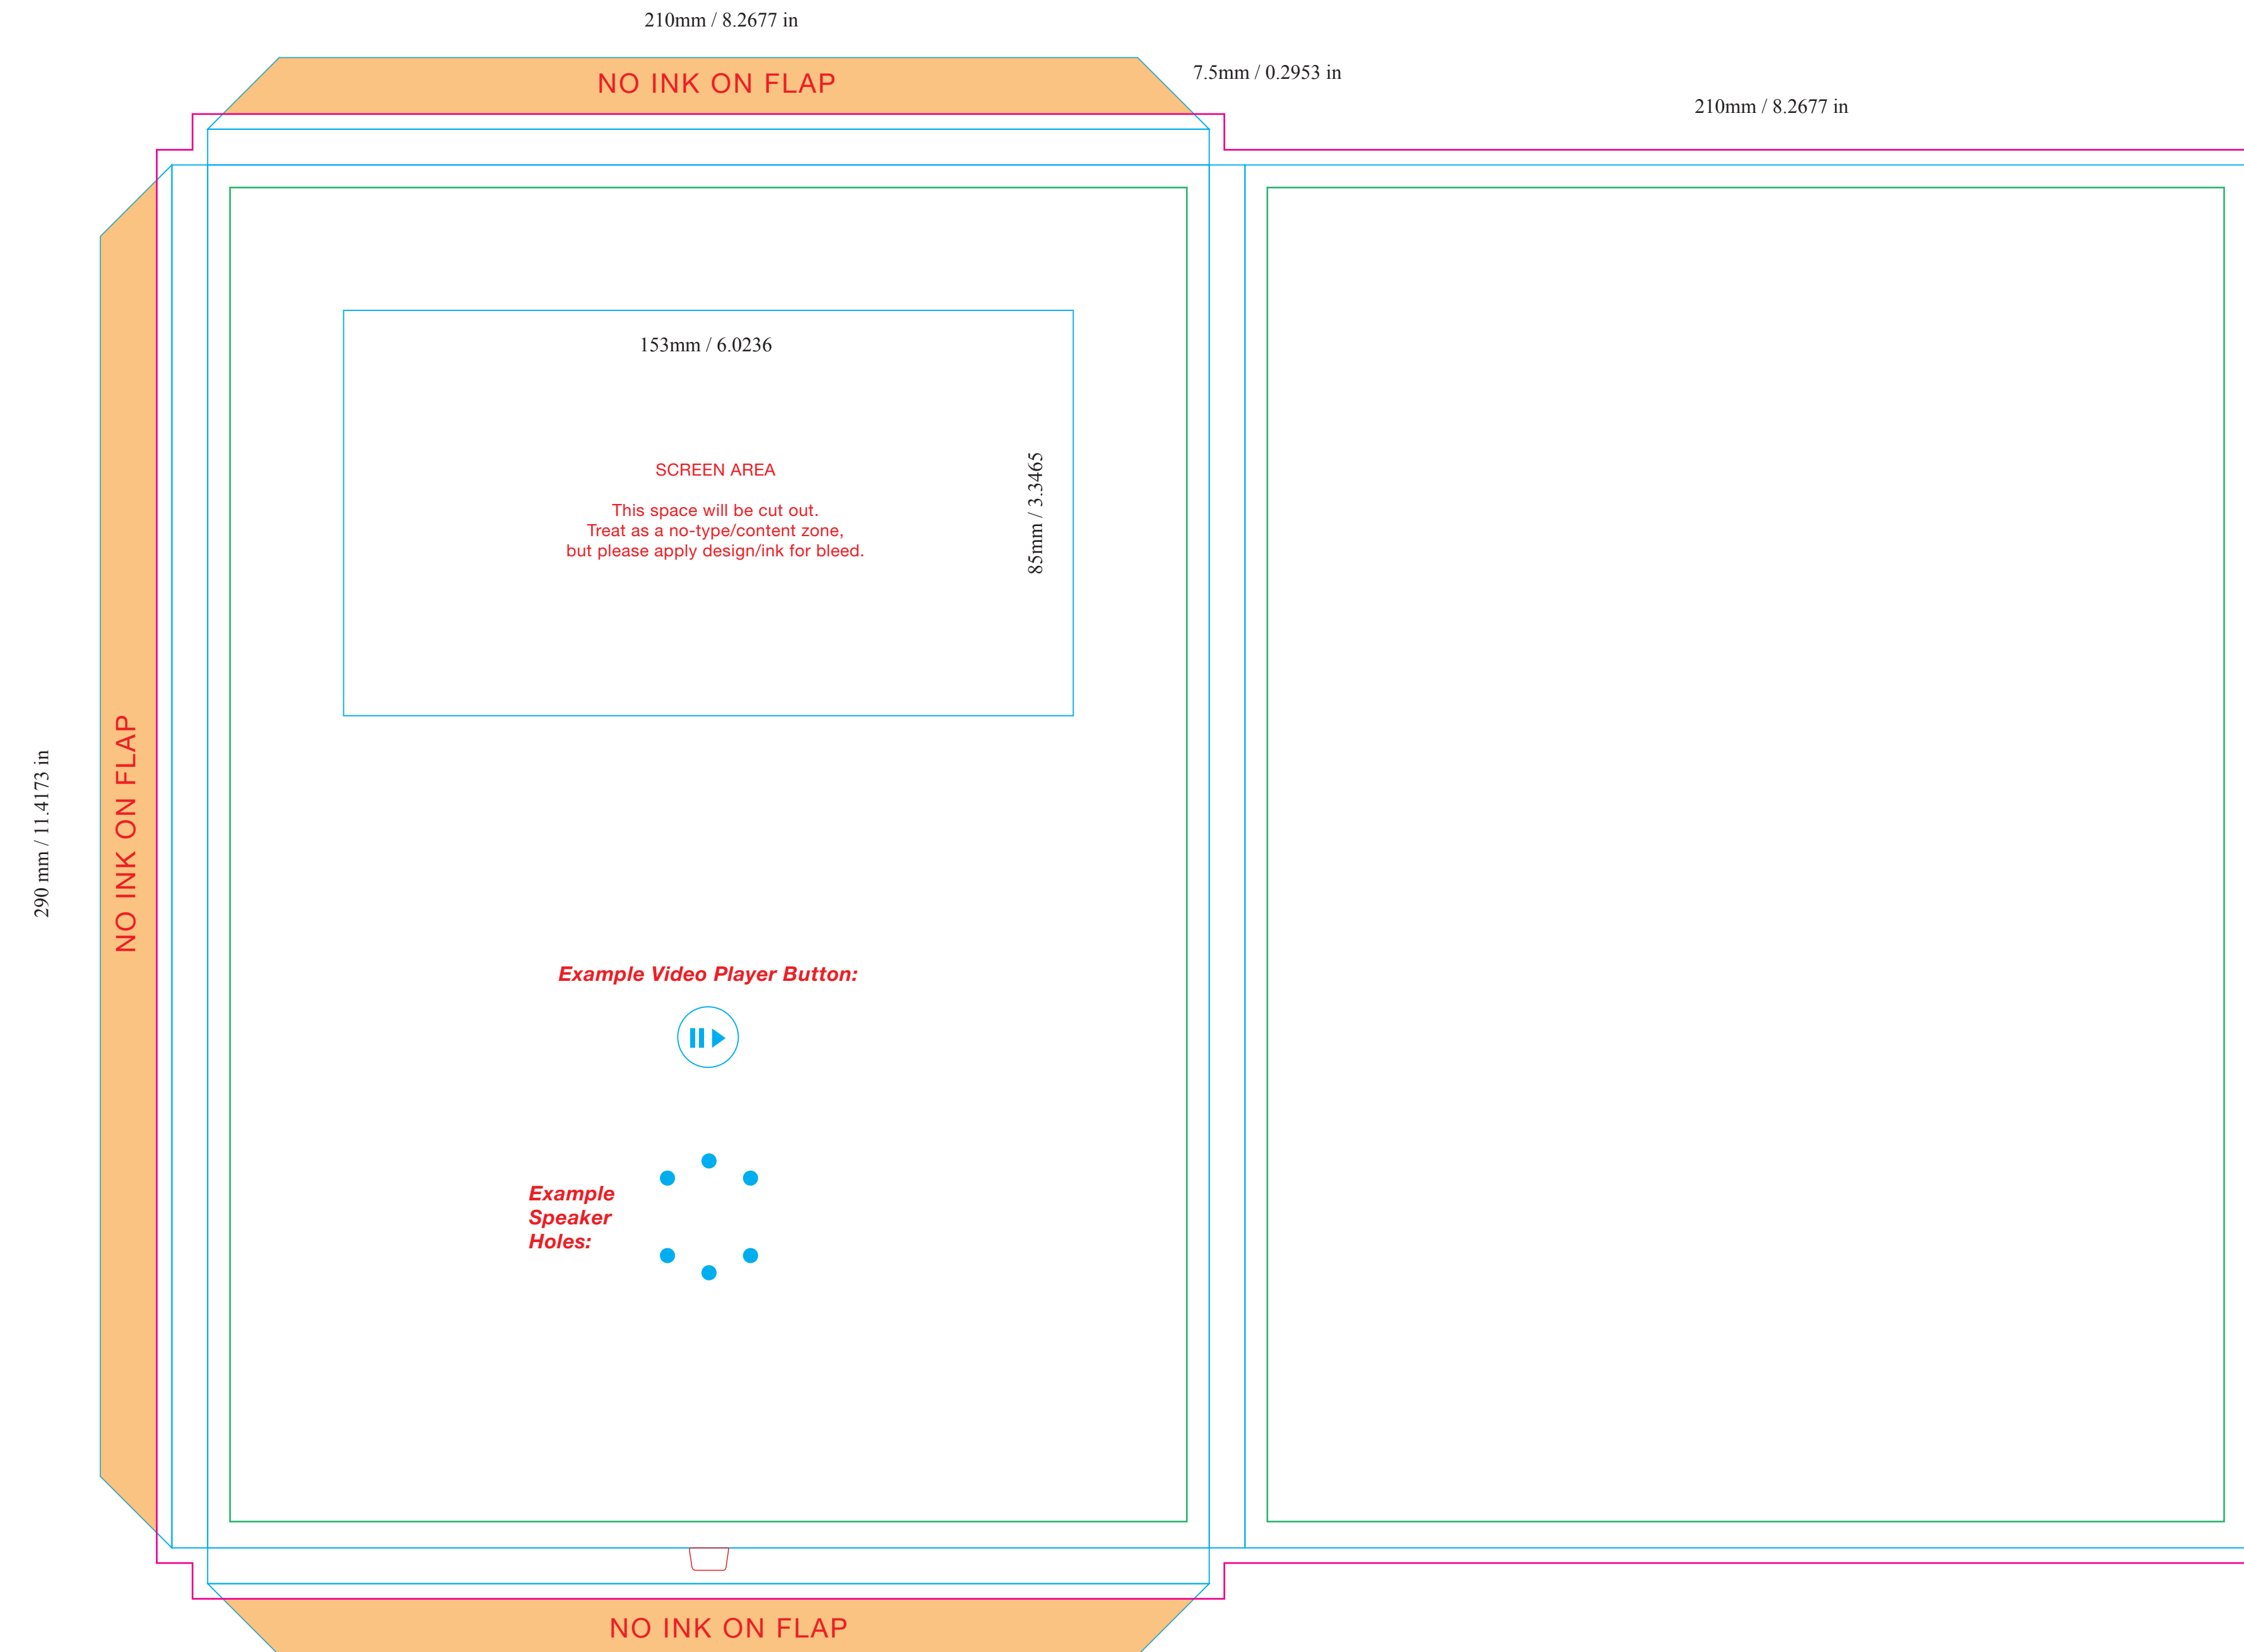 210mm / 8.2677 in
NO INK ON FLAP
7.5mm / 0.2953 in
210mm / 8.2677 in
153mm / 6.0236
SCREEN AREA
This space will be cut out.
Treat as a no-type/content zone,
but please apply design/ink for bleed.
85mm / 3.3465
NO INK ON FLAP
290 mm / 11.4173 in
Example Video Player Button:
Example
Speaker
Holes:
NO INK ON FLAP